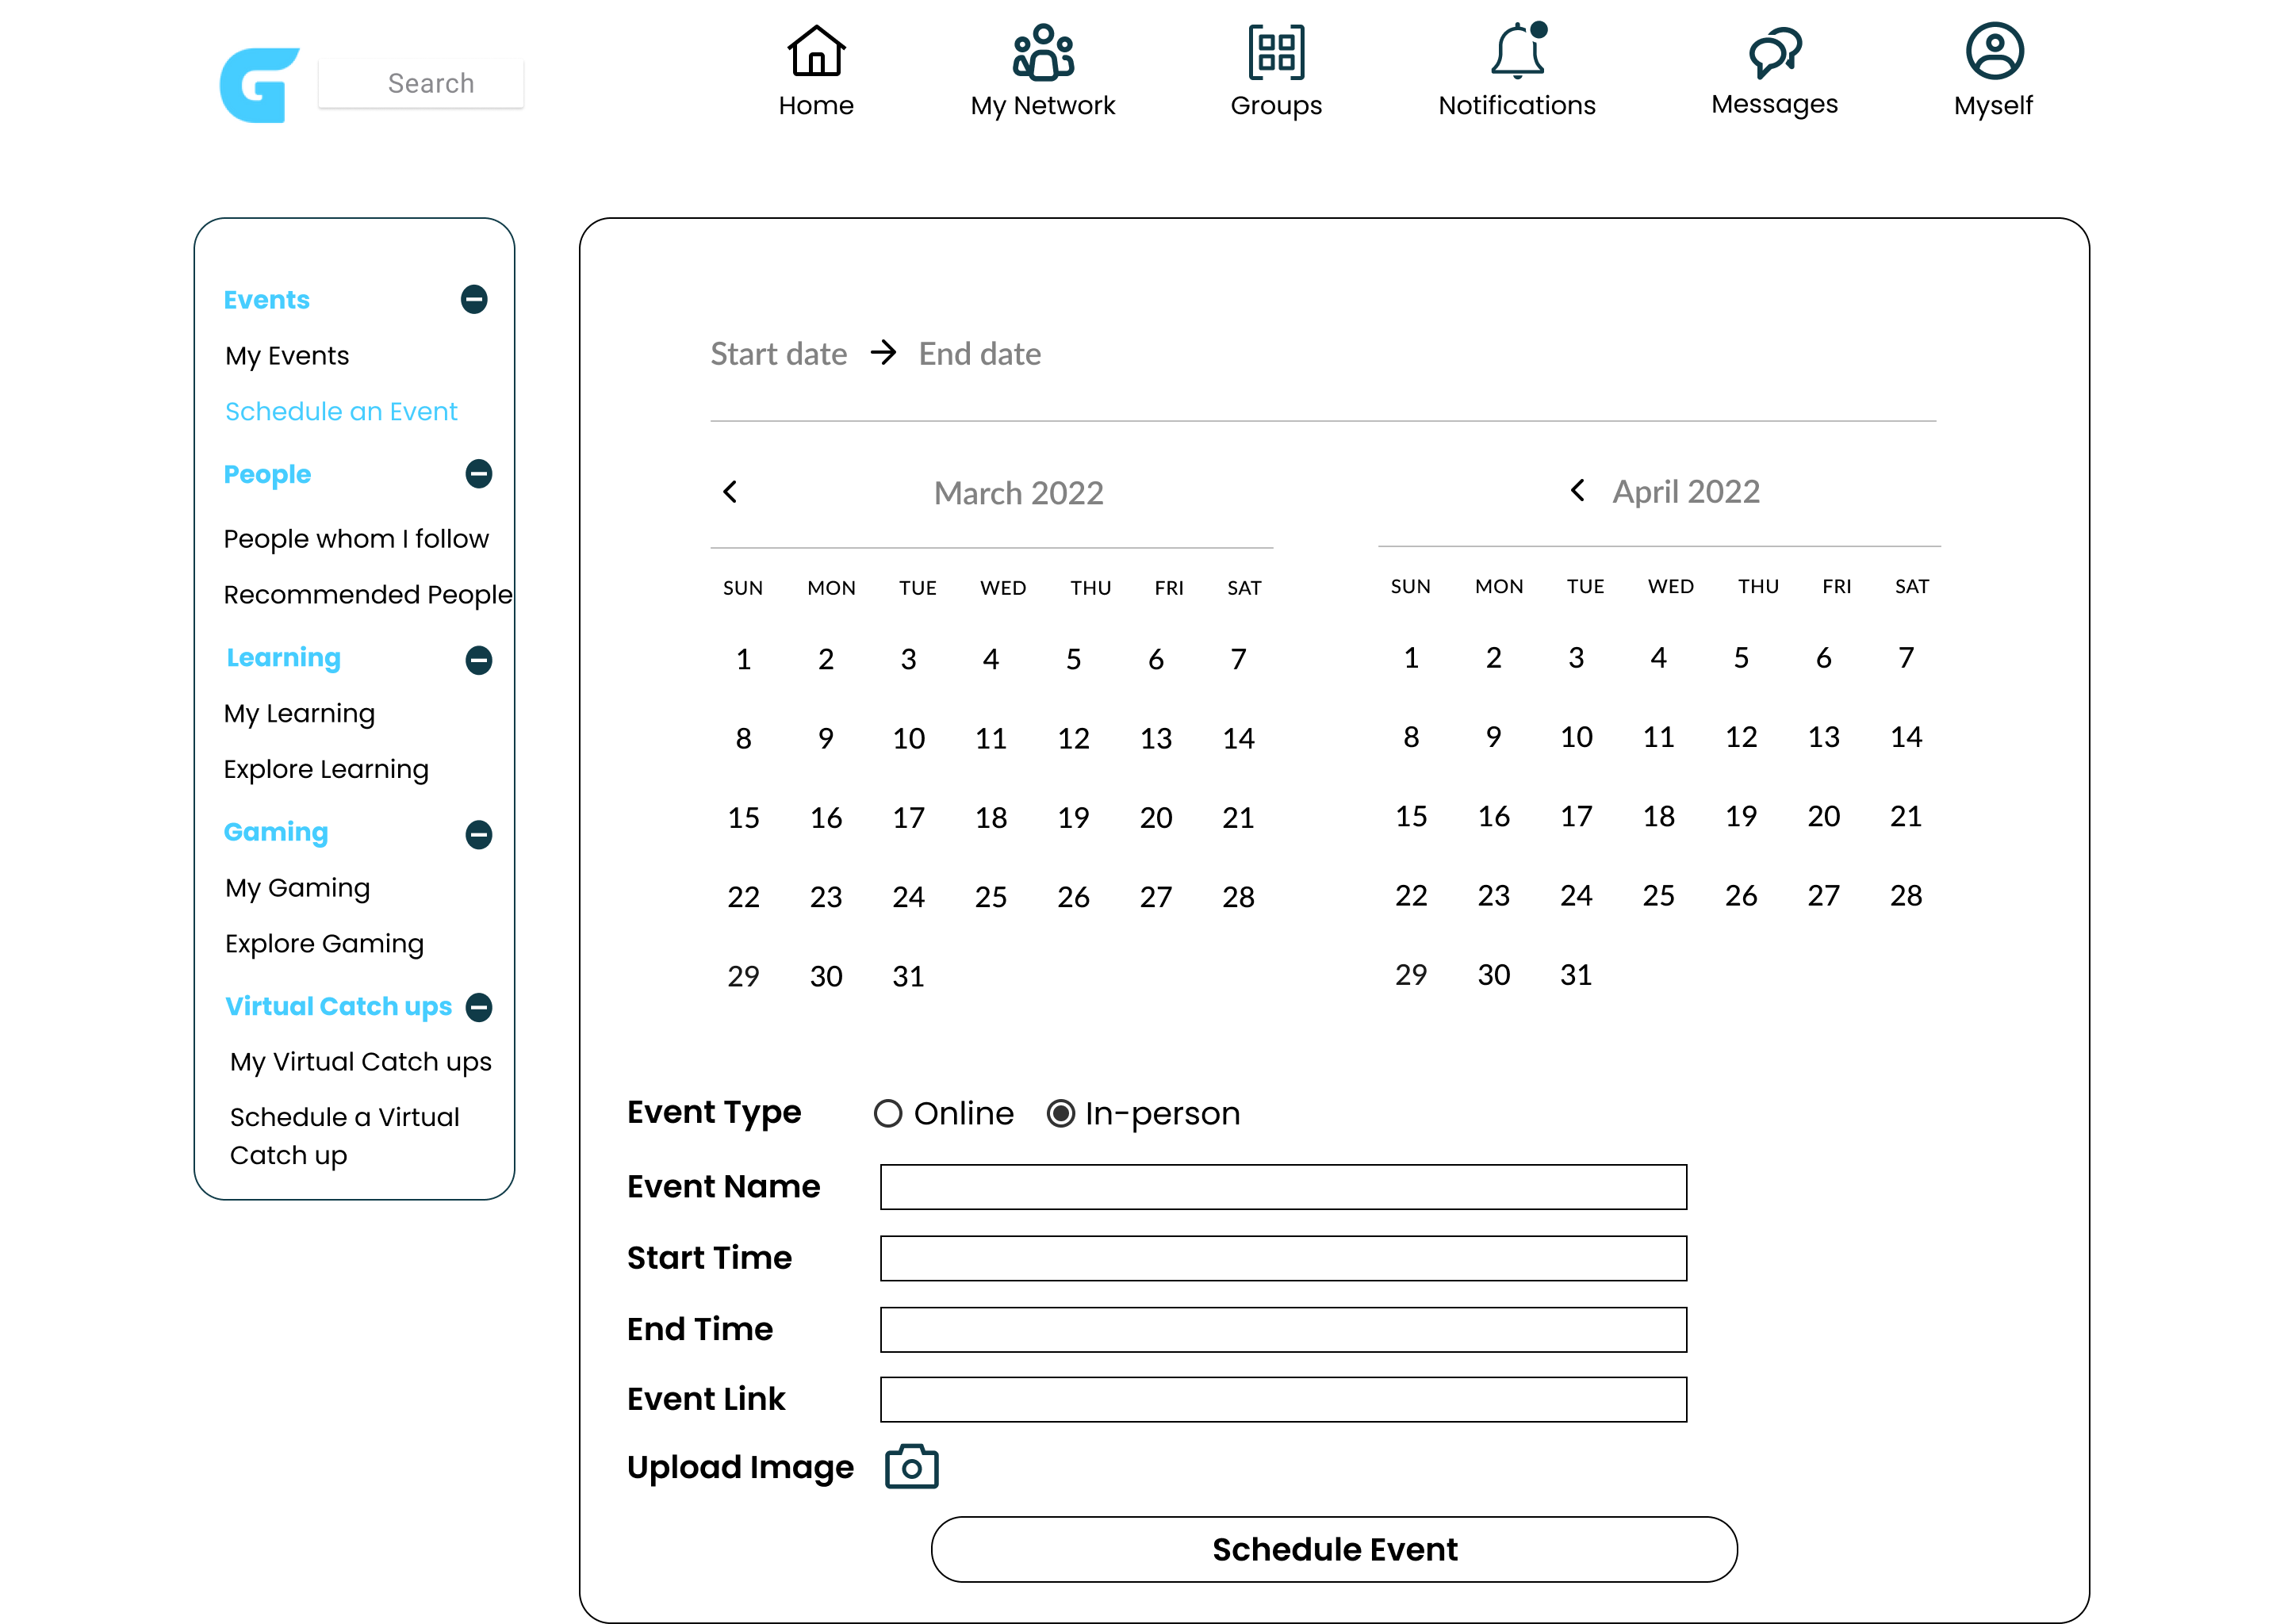 Search
Home
My Network
Groups
Notifications
Messages
Myself
Events
My Events
Schedule an Event
People
People whom I follow
Recommended People
Learning
My Learning
Explore Learning
Gaming
My Gaming
Explore Gaming
Virtual Catch ups
My Virtual Catch ups
Schedule a Virtual
Catch up
Start date → End date
March 2022
SUN MON TUE WED THU FRI SAT
1 2 3 4 5 6 7
8 9 10 11 12 13 14
15 16 17 18 19 20 21
22 23 24 25 26 27 28
29 30 31
April 2022
SUN MON TUE WED THU FRI SAT
1 2 3 4 5 6 7
8 9 10 11 12 13 14
15 16 17 18 19 20 21
22 23 24 25 26 27 28
29 30 31
Event Type Online In-person
Event Name
Start Time
End Time
Event Link
Upload Image
Schedule Event